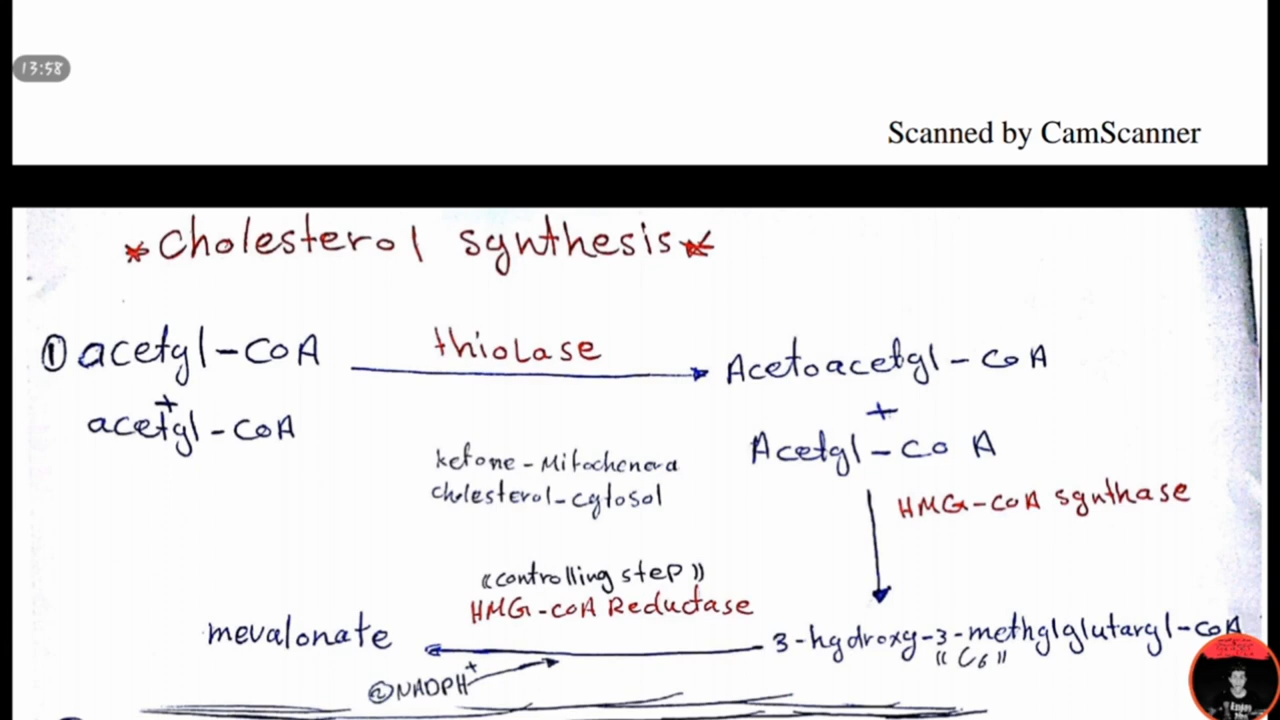 13:58
Scanned by CamScanner
*Cholesterol synthesis*
① acetyl-CoA
thiolase
Acetoacetyl-CoA
+
acetyl-CoA
+
Acetyl-CoA
ketone-Mitochenora
cholesterol-cytosol
HMG-CoA synthase
((controlling step))
HMG-CoA Reductase
mevalonate
3-hydroxy-3-methylglutaryl-CoA
((C6))
②NADPH+